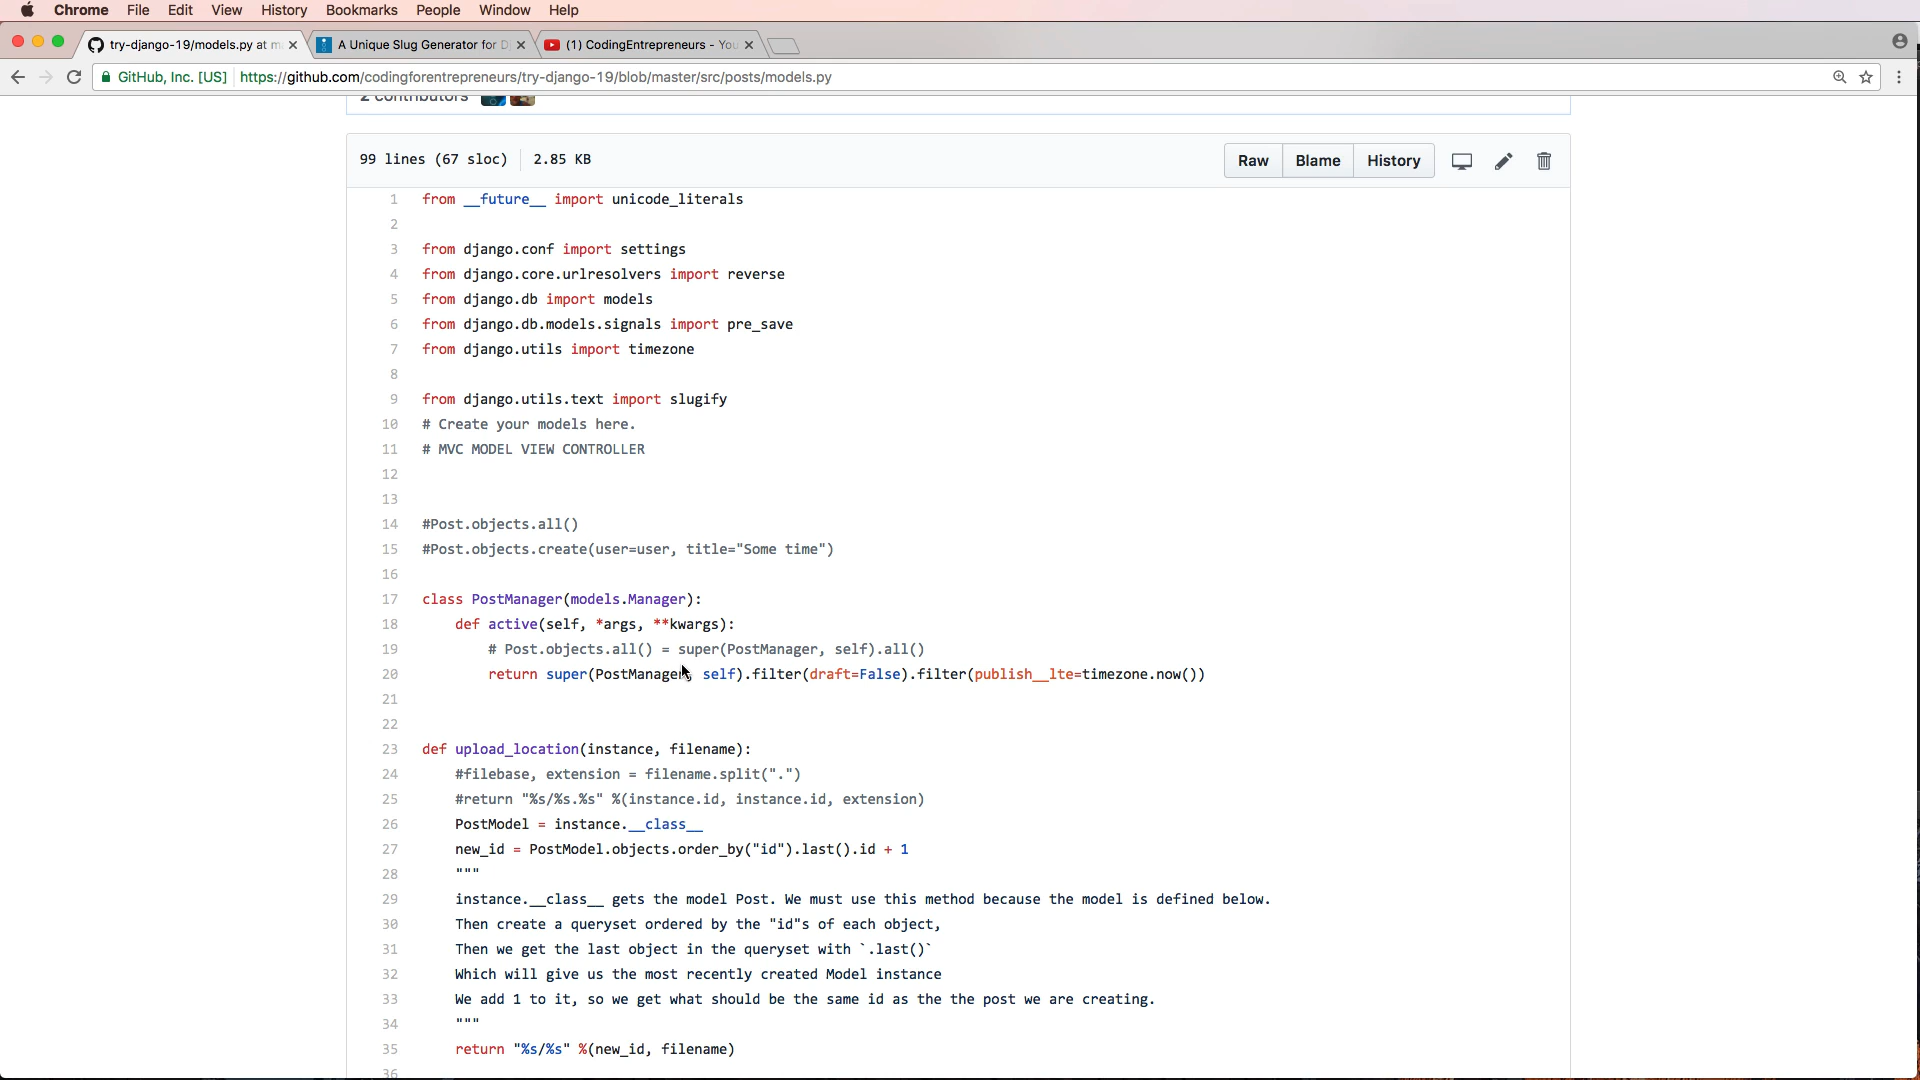 Chrome File Edit View History Bookmarks People Window Help
try-django-19/models.py at m
A Unique Slug Generator for D
(1) CodingEntrepreneurs - You
GitHub, Inc. [US] https://github.com/codingforentrepreneurs/try-django-19/blob/master/src/posts/models.py
2 contributors
99 lines (67 sloc) 2.85 KB
Raw Blame History
1 from __future__ import unicode_literals
2
3 from django.conf import settings
4 from django.core.urlresolvers import reverse
5 from django.db import models
6 from django.db.models.signals import pre_save
7 from django.utils import timezone
8
9 from django.utils.text import slugify
10 # Create your models here.
11 # MVC MODEL VIEW CONTROLLER
12
13
14 #Post.objects.all()
15 #Post.objects.create(user=user, title="Some time")
16
17 class PostManager(models.Manager):
18 def active(self, *args, **kwargs):
19 # Post.objects.all() = super(PostManager, self).all()
20 return super(PostManager, self).filter(draft=False).filter(publish__lte=timezone.now())
21
22
23 def upload_location(instance, filename):
24 #filebase, extension = filename.split(".")
25 #return "%s/%s.%s" %(instance.id, instance.id, extension)
26 PostModel = instance.__class__
27 new_id = PostModel.objects.order_by("id").last().id + 1
28 """
29 instance.__class__ gets the model Post. We must use this method because the model is defined below.
30 Then create a queryset ordered by the "id"s of each object,
31 Then we get the last object in the queryset with `.last()`
32 Which will give us the most recently created Model instance
33 We add 1 to it, so we get what should be the same id as the the post we are creating.
34 """
35 return "%s/%s" %(new_id, filename)
36